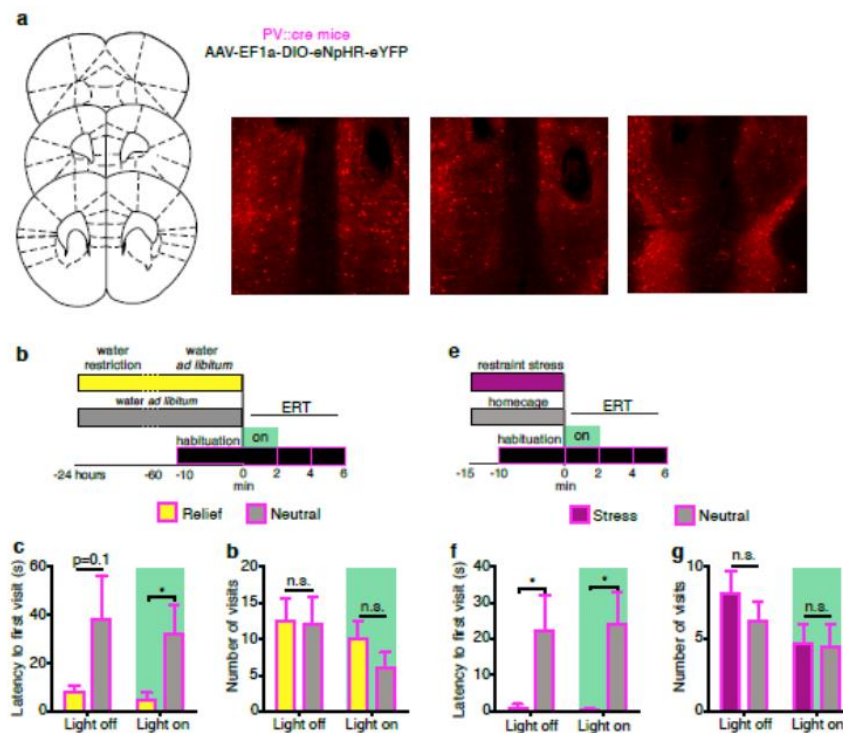 a
PV::cre mice
AAV-EF1a-DIO-eNpHR-eYFP
b
water restriction
water ad libitum
water ad libitum
ERT
habituation
on
-24 hours
-60
-10
0
2
4
6
min
Relief
Neutral
c
Latency to first visit (s)
60
40
20
0
p=0.1
*
Light off
Light on
b
Number of visits
20
15
10
5
0
n.s.
n.s.
Light off
Light on
e
restraint stress
homecage
ERT
habituation
on
-15
-10
0
2
4
6
min
Stress
Neutral
f
Latency to first visit (s)
40
30
20
10
0
*
*
Light off
Light on
g
Number of visits
10
5
0
n.s.
n.s.
Light off
Light on